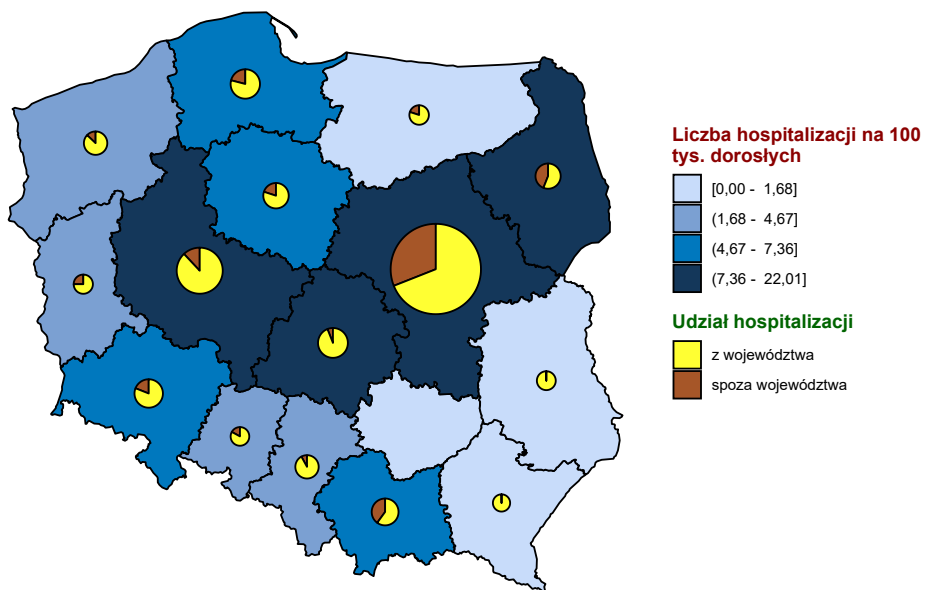 Liczba hospitalizacji na 100
tys. dorosłych
[0,00 - 1,68]
(1,68 - 4,67]
(4,67 - 7,36]
(7,36 - 22,01]
Udział hospitalizacji
z województwa
spoza województwa